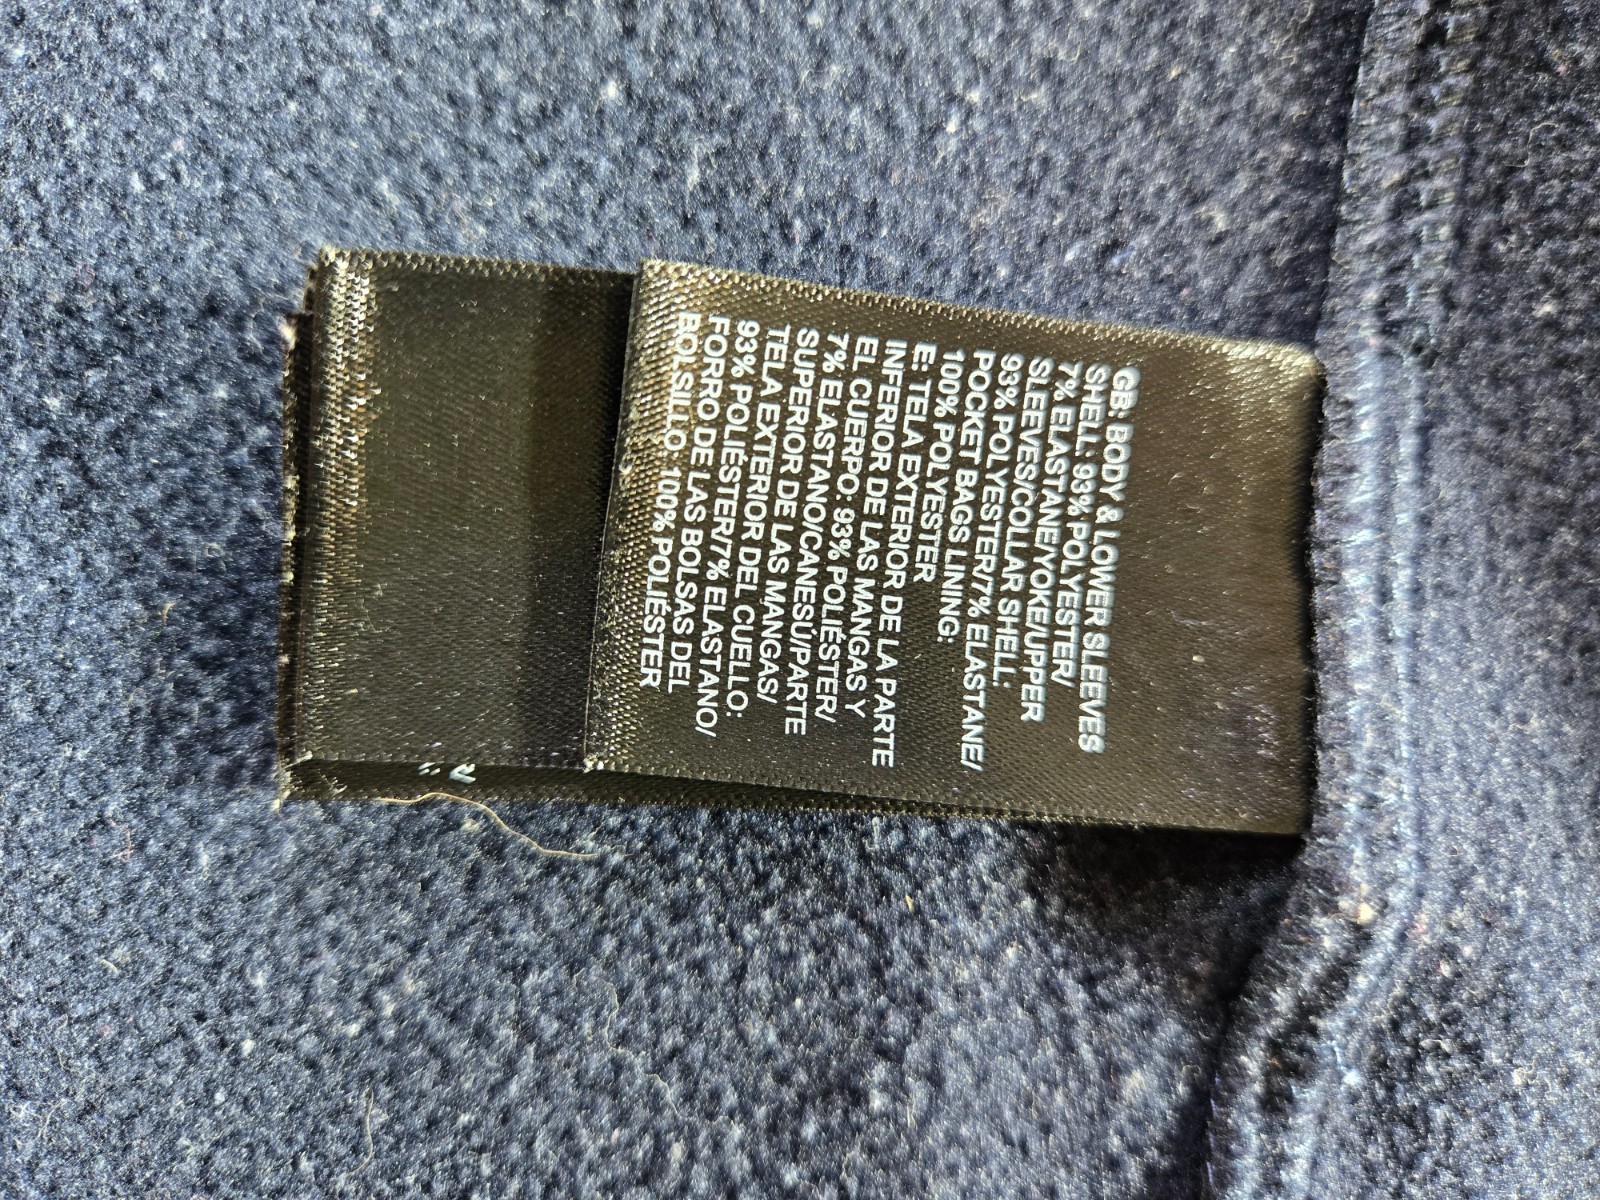 GB: BODY & LOWER SLEEVES
SHELL: 93% POLYESTER/
7% ELASTANE/YOKE/UPPER
SLEEVES/COLLAR SHELL:
93% POLYESTER/7% ELASTANE/
POCKET BAGS LINING:
100% POLYESTER
E: TELA EXTERIOR DE LA PARTE
INFERIOR DE LAS MANGAS Y
EL CUERPO: 93% POLIÉSTER/
7% ELASTANO/CANESÚ/PARTE
SUPERIOR DE LAS MANGAS/
TELA EXTERIOR DEL CUELLO:
93% POLIÉSTER/7% ELASTANO/
FORRO DE LAS BOLSAS DEL
BOLSILLO: 100% POLIÉSTER